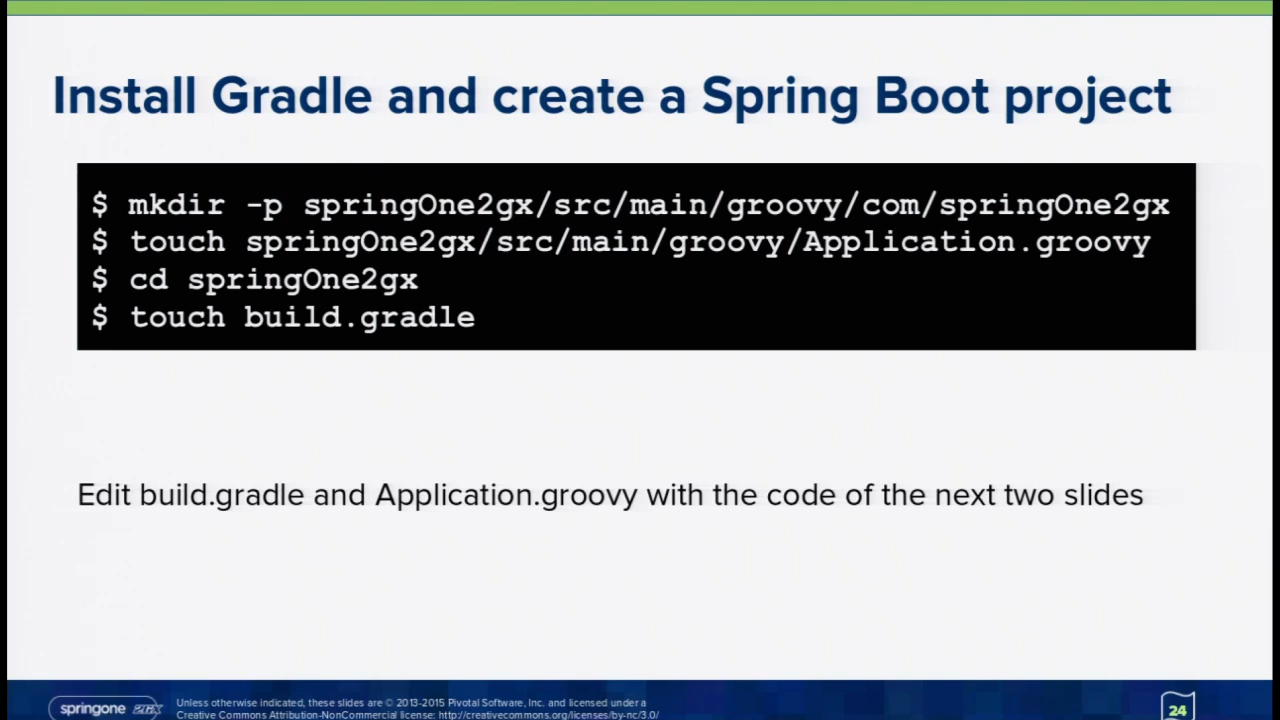 Install Gradle and create a Spring Boot project
$ mkdir -p springOne2gx/src/main/groovy/com/springOne2gx
$ touch springOne2gx/src/main/groovy/Application.groovy
$ cd springOne2gx
$ touch build.gradle
Edit build.gradle and Application.groovy with the code of the next two slides
springone 2GX
Unless otherwise indicated, these slides are © 2013-2015 Pivotal Software, Inc. and licensed under a
Creative Commons Attribution-NonCommercial license: http://creativecommons.org/licenses/by-nc/3.0/
24